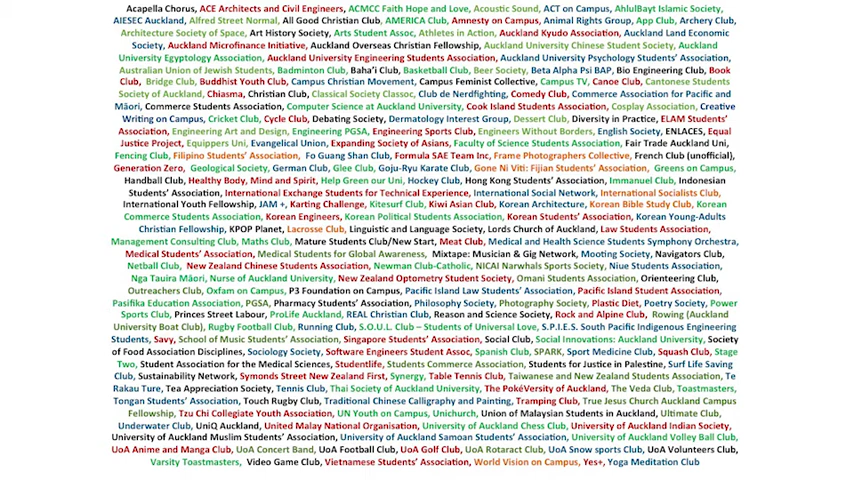 Acapella Chorus, ACE Architects and Civil Engineers, ACMCC Faith Hope and Love, Acoustic Sound, ACT on Campus, AhlulBayt Islamic Society,
AIESEC Auckland, Alfred Street Normal, All Good Christian Club, AMERICA Club, Amnesty on Campus, Animal Rights Group, App Club, Archery Club,
Architecture Society of Space, Art History Society, Arts Student Assoc, Athletes in Action, Auckland Kyudo Association, Auckland Land Economic
Society, Auckland Microfinance Initiative, Auckland Overseas Christian Fellowship, Auckland University Chinese Student Society, Auckland
University Egyptology Association, Auckland University Engineering Students Association, Auckland University Psychology Students' Association,
Australian Union of Jewish Students, Badminton Club, Baha'i Club, Basketball Club, Beer Society, Beta Alpha Psi BAP, Bio Engineering Club, Book
Club, Bridge Club, Buddhist Youth Club, Campus Christian Movement, Campus Feminist Collective, Campus TV, Canoe Club, Cantonese Students
Society of Auckland, Chiasma, Christian Club, Classical Society Classoc, Club de Nerdfighting, Comedy Club, Commerce Association for Pacific and
Māori, Commerce Students Association, Computer Science at Auckland University, Cook Island Students Association, Cosplay Association, Creative
Writing on Campus, Cricket Club, Cycle Club, Debating Society, Dermatology Interest Group, Dessert Club, Diversity in Practice, ELAM Students'
Association, Engineering Art and Design, Engineering PGSA, Engineering Sports Club, Engineers Without Borders, English Society, ENLACES, Equal
Justice Project, Equippers Uni, Evangelical Union, Expanding Society of Asians, Faculty of Science Students Association, Fair Trade Auckland Uni,
Fencing Club, Filipino Students' Association, Fo Guang Shan Club, Formula SAE Team Inc, Frame Photographers Collective, French Club (unofficial),
Generation Zero, Geological Society, German Club, Glee Club, Goju-Ryu Karate Club, Gone Ni Viti: Fijian Students' Association, Greens on Campus,
Handball Club, Healthy Body, Mind and Spirit, Help Green our Uni, Hockey Club, Hong Kong Students' Association, Immanuel Club, Indonesian
Students' Association, International Exchange Students for Technical Experience, International Social Network, International Socialists Club,
International Youth Fellowship, JAM +, Karting Challenge, Kitesurf Club, Kiwi Asian Club, Korean Architecture, Korean Bible Study Club, Korean
Commerce Students Association, Korean Engineers, Korean Political Students Association, Korean Students' Association, Korean Young-Adults
Christian Fellowship, KPOP Planet, Lacrosse Club, Linguistic and Language Society, Lords Church of Auckland, Law Students Association,
Management Consulting Club, Maths Club, Mature Students Club/New Start, Meat Club, Medical and Health Science Students Symphony Orchestra,
Medical Students' Association, Medical Students for Global Awareness, Mixtape: Musician & Gig Network, Mooting Society, Navigators Club,
Netball Club, New Zealand Chinese Students Association, Newman Club-Catholic, NICAI Narwhals Sports Society, Niue Students Association,
Nga Tauira Māori, Nurse of Auckland University, New Zealand Optometry Student Society, Omani Students Association, Orienteering Club,
Outreachers Club, Oxfam on Campus, P3 Foundation on Campus, Pacific Island Law Students' Association, Pacific Island Student Association,
Pasifika Education Association, PGSA, Pharmacy Students' Association, Philosophy Society, Photography Society, Plastic Diet, Poetry Society, Power
Sports Club, Princes Street Labour, ProLife Auckland, REAL Christian Club, Reason and Science Society, Rock and Alpine Club, Rowing (Auckland
University Boat Club), Rugby Football Club, Running Club, S.O.U.L. Club – Students of Universal Love, S.P.I.E.S. South Pacific Indigenous Engineering
Students, Savy, School of Music Students' Association, Singapore Students' Association, Social Club, Social Innovations: Auckland University, Society
of Food Association Disciplines, Sociology Society, Software Engineers Student Assoc, Spanish Club, SPARK, Sport Medicine Club, Squash Club, Stage
Two, Student Association for the Medical Sciences, Studentlife, Students Commerce Association, Students for Justice in Palestine, Surf Life Saving
Club, Sustainability Network, Symonds Street New Zealand First, Synergy, Table Tennis Club, Taiwanese and New Zealand Students Association, Te
Rakau Ture, Tea Appreciation Society, Tennis Club, Thai Society of Auckland University, The PokéVersity of Auckland, The Veda Club, Toastmasters,
Tongan Students' Association, Touch Rugby Club, Traditional Chinese Calligraphy and Painting, Tramping Club, True Jesus Church Auckland Campus
Fellowship, Tzu Chi Collegiate Youth Association, UN Youth on Campus, Unichurch, Union of Malaysian Students in Auckland, Ultimate Club,
Underwater Club, UniQ Auckland, United Malay National Organisation, University of Auckland Chess Club, University of Auckland Indian Society,
University of Auckland Muslim Students' Association, University of Auckland Samoan Students' Association, University of Auckland Volley Ball Club,
UoA Anime and Manga Club, UoA Concert Band, UoA Football Club, UoA Golf Club, UoA Rotaract Club, UoA Snow sports Club, UoA Volunteers Club,
Varsity Toastmasters, Video Game Club, Vietnamese Students' Association, World Vision on Campus, Yes+, Yoga Meditation Club